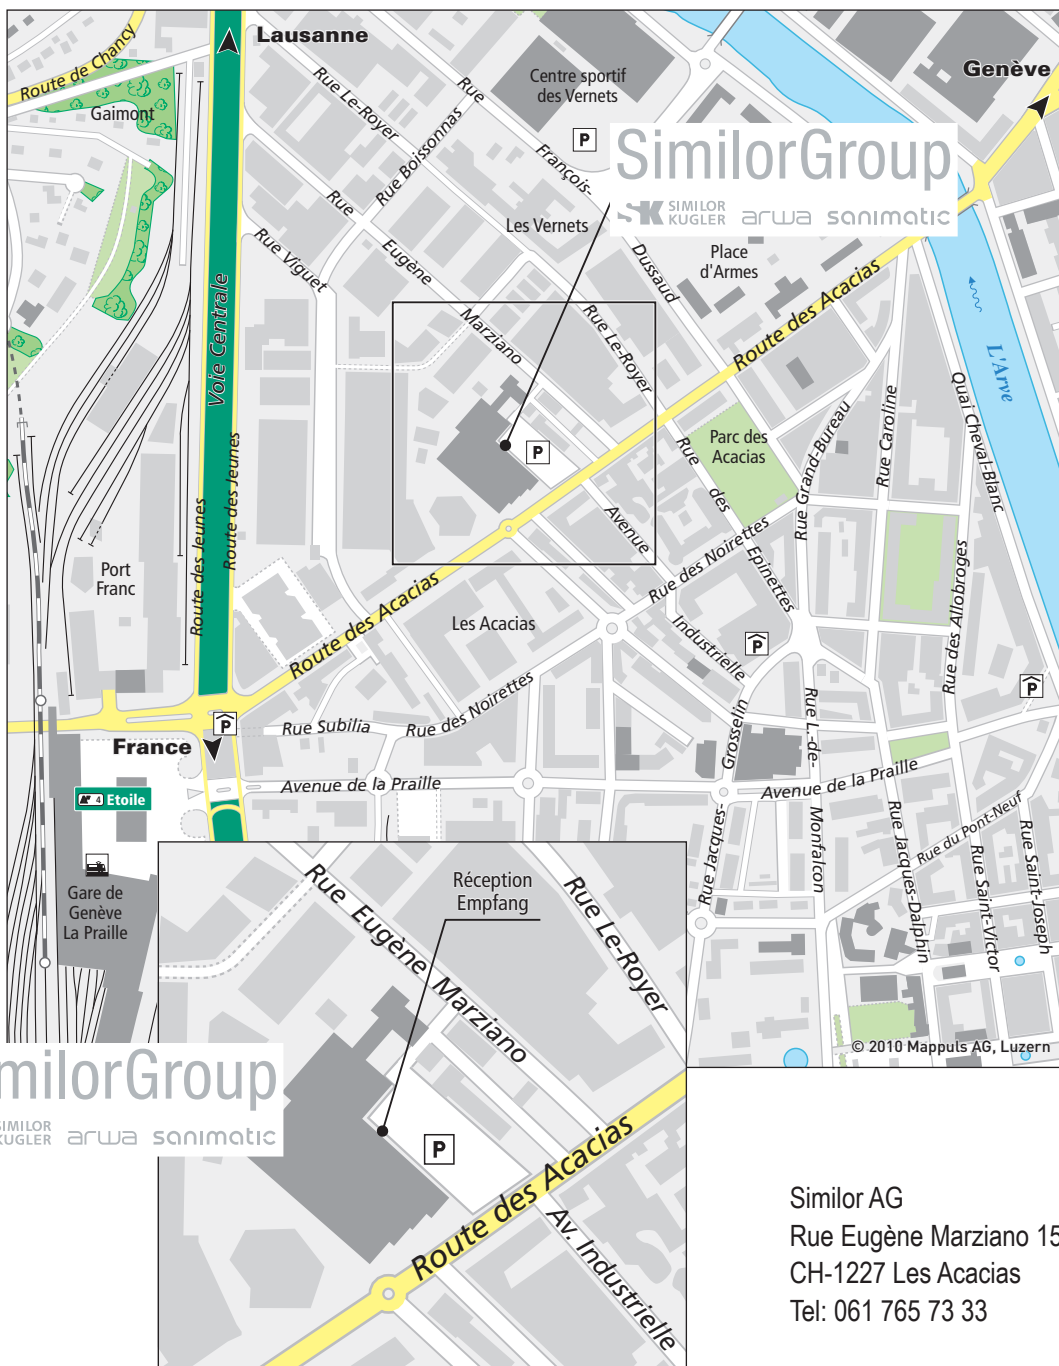 Lausanne
Genève
Route de Chancy
Gaimont
Centre sportif
des Vernets
P
SimilorGroup
SK SIMILOR
KUGLER arwa sanimatic
Rue Le-Royer
Rue Boissonnas
Rue
François-
Dussaud
Les Vernets
Place
d'Armes
Rue
Eugène
Marziano
Rue Viguet
Rue Le-Royer
Route des Acacias
Voie Centrale
L'Arve
Quai Cheval-Blanc
Rue Caroline
Rue Grand-Bureau
Parc des
Acacias
P
Rue
des
Epinettes
Avenue
Industrielle
Route des Jeunes
Route des Jeunes
Port
Franc
Route des Acacias
Les Acacias
Rue des Noirettes
Rue des Allobroges
P
P
P
Rue Subilia
Rue des Noirettes
France
Avenue de la Praille
Avenue de la Praille
Grosselin
Rue Jacques-
Rue L.-de-
Monfalcon
Rue Jacques-Dalphin
Rue du Pont-Neuf
Rue Saint-Victor
Rue Saint-Joseph
4 Etoile
Gare de
Genève
La Praille
© 2010 Mappuls AG, Luzern
Réception
Empfang
Rue Eugène Marziano
Rue Le-Royer
milorGroup
SIMILOR
KUGLER arwa sanimatic
P
Route des Acacias
Av. Industrielle
Similor AG
Rue Eugène Marziano 15
CH-1227 Les Acacias
Tel: 061 765 73 33